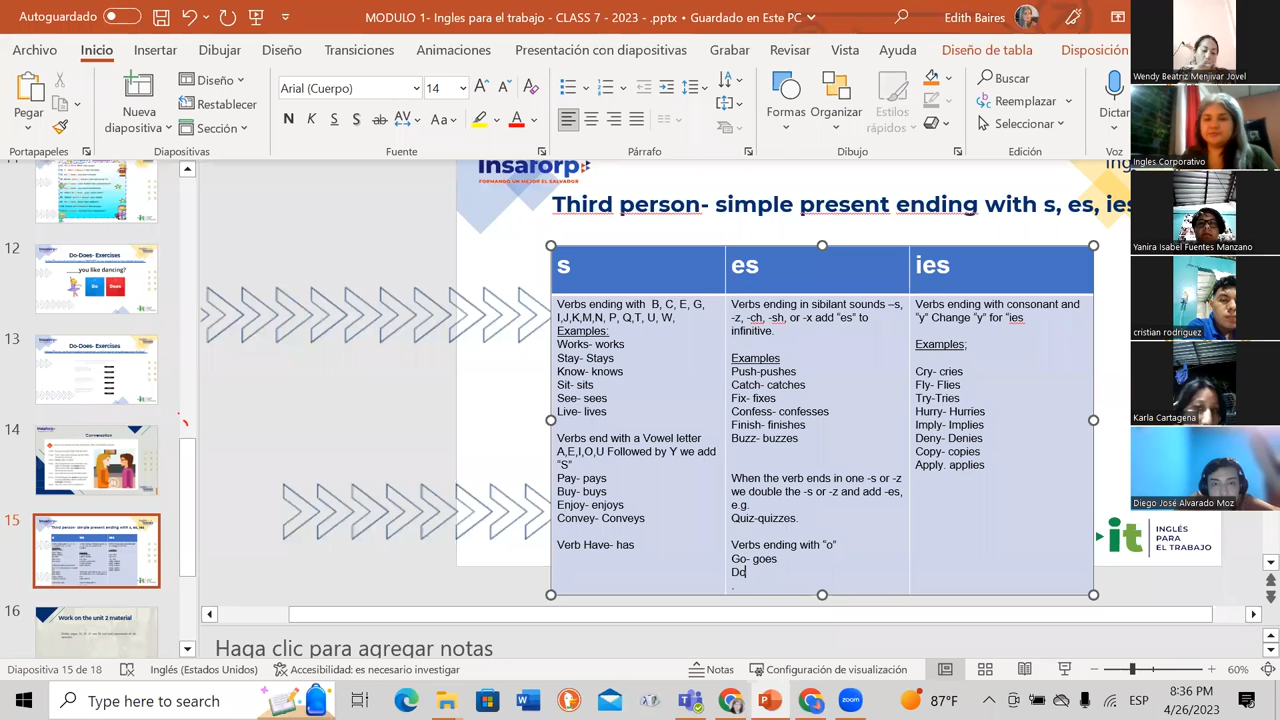 Autoguardado
MODULO 1- Ingles para el trabajo - CLASS 7 - 2023 - .pptx • Guardado en Este PC
Edith Baires
Archivo Inicio Insertar Dibujar Diseño Transiciones Animaciones Presentación con diapositivas Grabar Revisar Vista Ayuda Diseño de tabla Disposición
Pegar
Portapapeles
Nueva
diapositiva
Diseño
Restablecer
Sección
Diapositivas
Arial (Cuerpo) 14
N K S S ab AV Aa
A A
Fuente
Párrafo
Formas
Organizar
Estilos
rápidos
Dibujo
Buscar
Reemplazar
Seleccionar
Edición
Dictar
Voz
Wendy Beatriz Menjivar Jovel
Ingles Corporativo
Yanira Isabel Fuentes Manzano
cristian rodriguez
Karla Cartagena
Diego José Alvarado Moz
12
Insaforp
Do-Does- Exercises
you like dancing?
Do
Does
13
Do-Does- Exercises
14
Conversation
15
Third person- simple present ending with s, es, ies
16
Work on the unit 2 material
Insaforp
FORMANDO UN MEJOR EL SALVADOR
Third person- simple present ending with s, es, ies
s
Verbs ending with B, C, E, G,
I,J,K,M,N, P, Q,T, U, W,
Examples:
Works- works
Stay- Stays
Know- knows
Sit- sits
See- sees
Live- lives
Verbs end with a Vowel letter
A,E,I,O,U Followed by Y we add
“S”
Pay- pays
Buy- buys
Enjoy- enjoys
Convey- Conveys
Verb Have- has
es
Verbs ending in sibilant sounds –s,
-z, -ch, -sh, or -x add “es” to
infinitive
Examples
Push-pushes
Catch- catches
Fix- fixes
Confess- confesses
Finish- finishes
Buzz- buzzes
When the verb ends in one -s or -z
we double the -s or -z and add -es,
e.g.
Quiz-quizzes.
Verbs ending with “o”
Go- goes
Do
.
ies
Verbs ending with consonant and
“y” Change “y” for “ies
Examples:
Cry- cries
Fly- Flies
Try-Tries
Hurry- Hurries
Imply- implies
Deny- Denies
Copy- copies
Apply- applies
it
INGLÉS
PARA
EL TRABAJO
Haga clic para agregar notas
Diapositiva 15 de 18
Inglés (Estados Unidos)
Accesibilidad: es necesario investigar
Notas
Configuración de visualización
60%
Type here to search
87°F
ESP
8:36 PM
4/26/2023